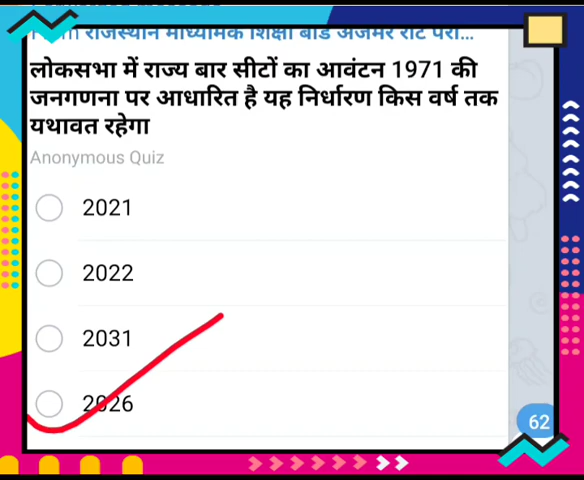 राजस्थान माध्यमिक शिक्षा बोर्ड अजमेर
लोकसभा में राज्य बार सीटों का आवंटन 1971 की
जनगणना पर आधारित है यह निर्धारण किस वर्ष तक
यथावत रहेगा
Anonymous Quiz
2021
2022
2031
2026
62